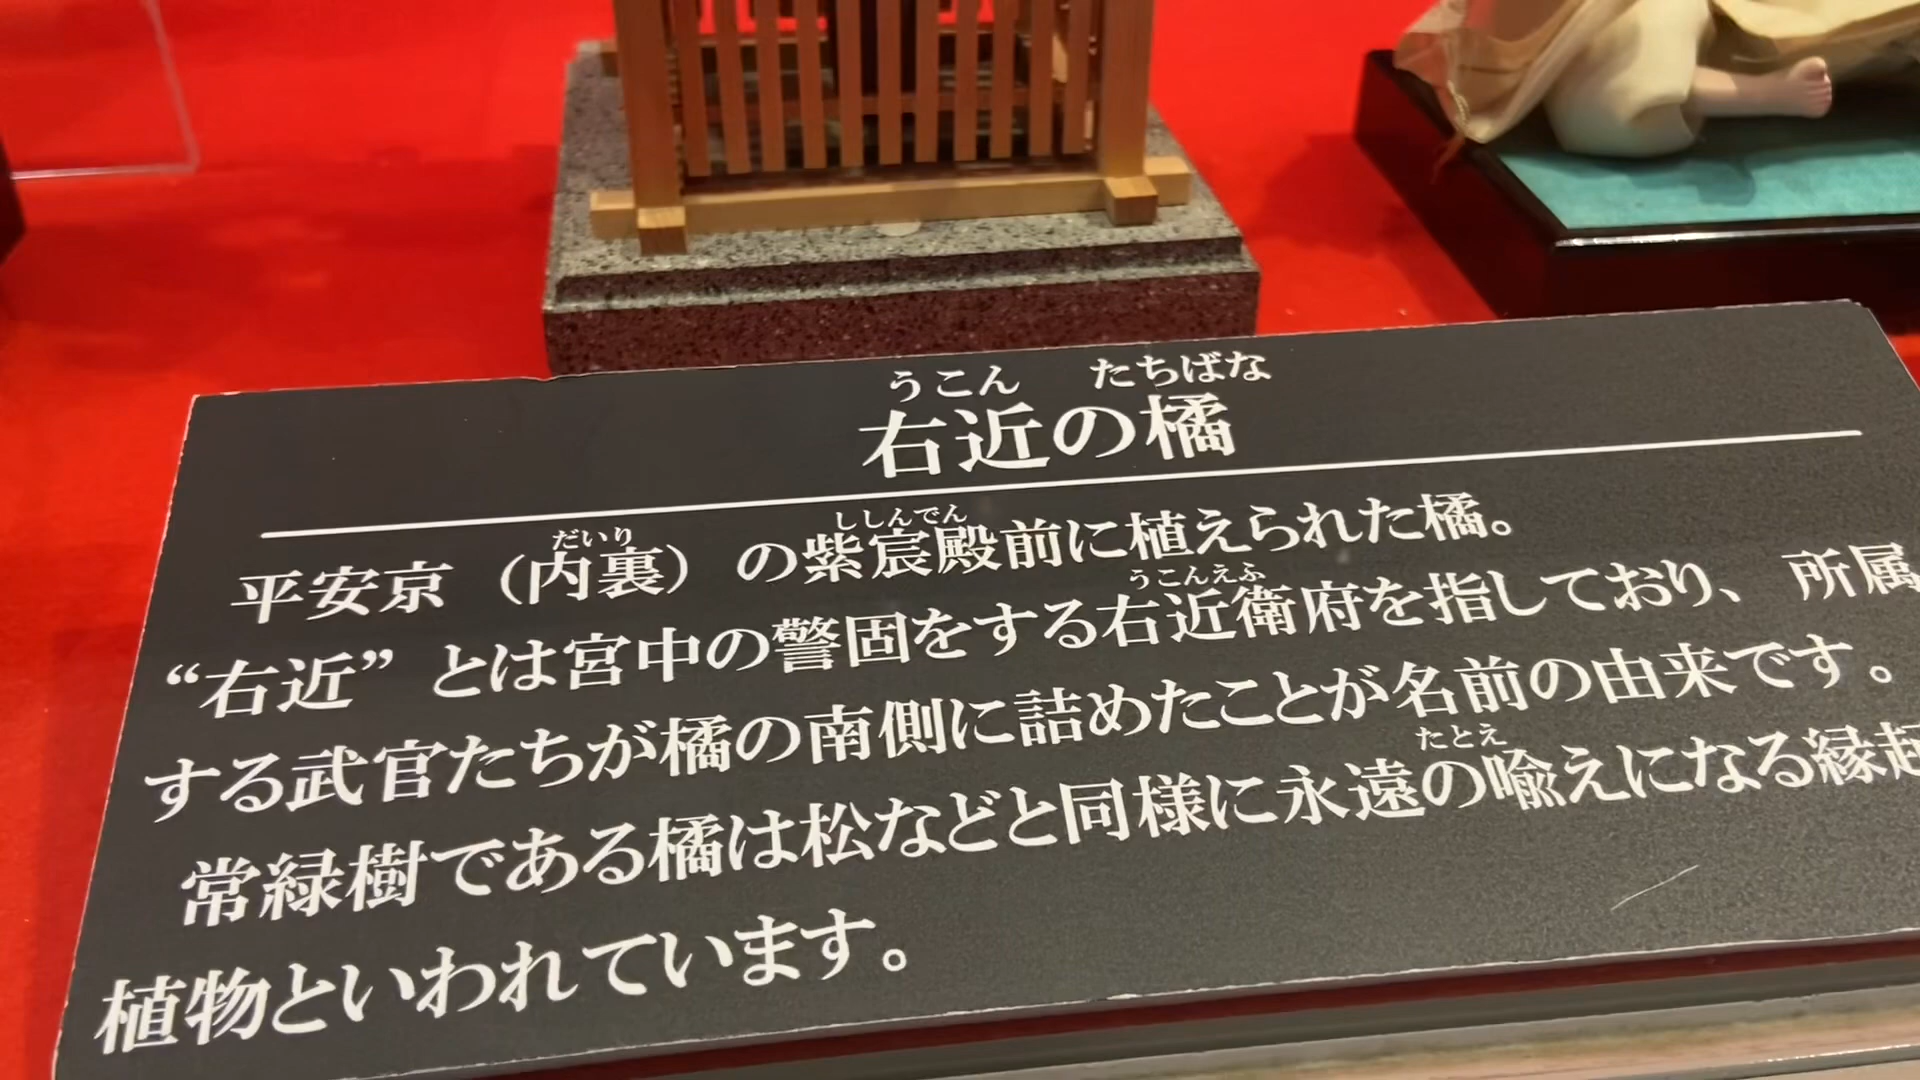 うこん たちばな
右近の橘
だいり ししんでん
平安京（内裏）の紫宸殿前に植えられた橘。
うこんえふ
“右近”とは宮中の警固をする右近衛府を指しており、所属
する武官たちが橘の南側に詰めたことが名前の由来です。
たとえ
常緑樹である橘は松などと同様に永遠の喩えになる縁起
植物といわれています。